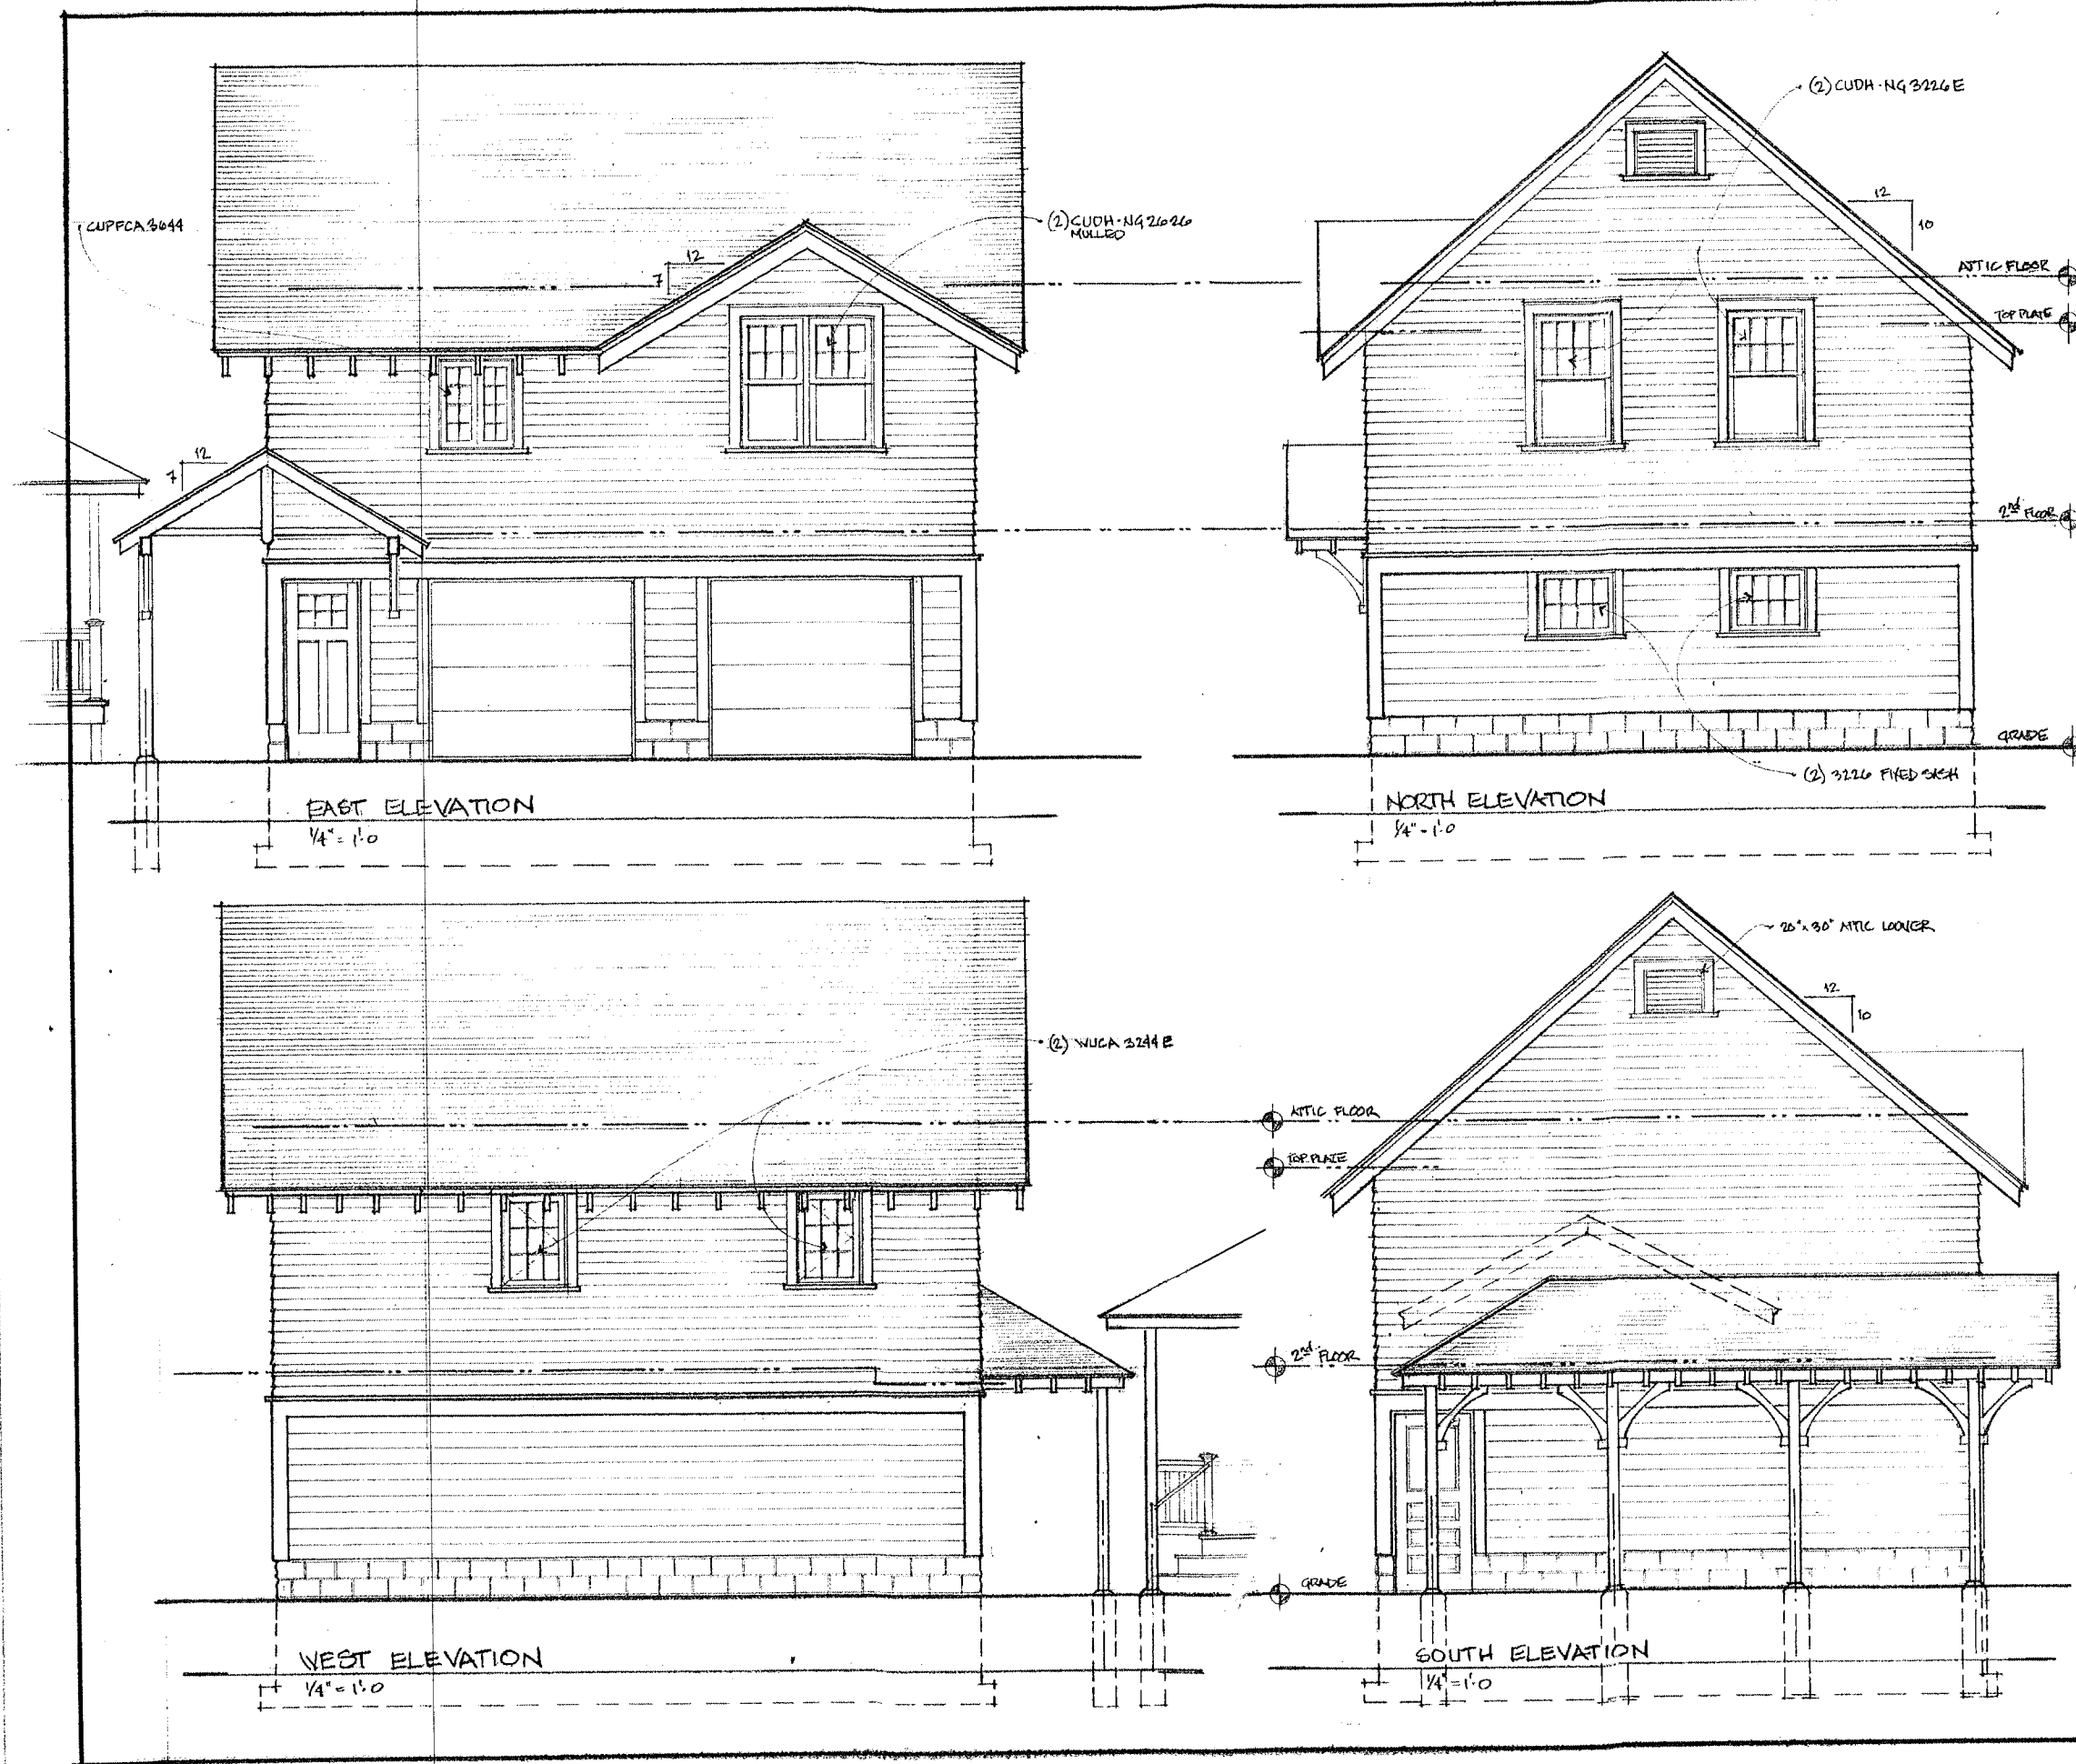 (2) CUDH-NG 3226 E
12
10
CUPFCA 3644
(2) CUDH-NG 2626
MULLED
12
7
ATTIC FLOOR
TOP PLATE
12
7
2nd FLOOR
GRADE
(2) 3226 FIXED SASH
EAST ELEVATION
1/4" = 1'-0
NORTH ELEVATION
1/4" = 1'-0
20" x 30" ATTIC LOUVER
12
10
(2) WUCA 3244 E
ATTIC FLOOR
TOP PLATE
2nd FLOOR
GRADE
WEST ELEVATION
1/4" = 1'-0
SOUTH ELEVATION
1/4" = 1'-0